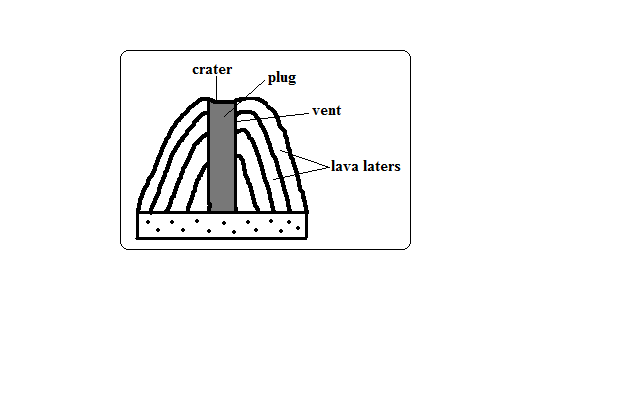 crater
plug
vent
lava laters